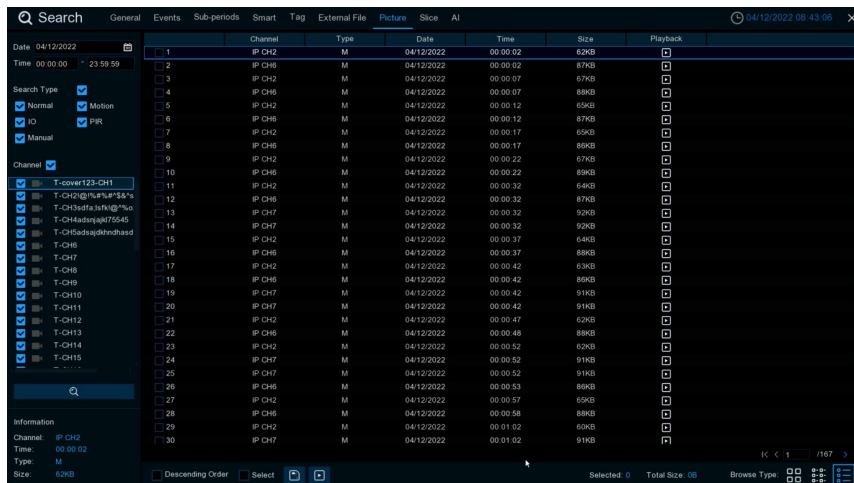 Search General Events Sub-periods Smart Tag External File Picture Slice AI 04/12/2022 08:43:06
Date 04/12/2022
Time 00:00:00 - 23:59:59
Search Type
Normal Motion
IO PIR
Manual
Channel
T-cover123-CH1
T-CH3sdfa;lsfkl@^%o
T-CH4adsnjajkl75545
T-CH5adsajdkhndhasd
T-CH6
T-CH7
T-CH8
T-CH9
T-CH10
T-CH11
T-CH12
T-CH13
T-CH14
T-CH15
Information
Channel: IP CH2
Time: 00:00:02
Type: M
Size: 62KB
Channel Type Date Time Size Playback
1 IP CH2 M 04/12/2022 00:00:02 62KB
2 IP CH6 M 04/12/2022 00:00:02 87KB
3 IP CH2 M 04/12/2022 00:00:07 67KB
4 IP CH6 M 04/12/2022 00:00:07 88KB
5 IP CH2 M 04/12/2022 00:00:12 65KB
6 IP CH6 M 04/12/2022 00:00:12 87KB
7 IP CH2 M 04/12/2022 00:00:17 65KB
8 IP CH6 M 04/12/2022 00:00:17 86KB
9 IP CH2 M 04/12/2022 00:00:22 67KB
10 IP CH6 M 04/12/2022 00:00:22 89KB
11 IP CH2 M 04/12/2022 00:00:32 64KB
12 IP CH6 M 04/12/2022 00:00:32 87KB
13 IP CH7 M 04/12/2022 00:00:32 92KB
14 IP CH7 M 04/12/2022 00:00:32 92KB
15 IP CH2 M 04/12/2022 00:00:37 64KB
16 IP CH6 M 04/12/2022 00:00:37 88KB
17 IP CH2 M 04/12/2022 00:00:42 63KB
18 IP CH6 M 04/12/2022 00:00:42 86KB
19 IP CH7 M 04/12/2022 00:00:42 91KB
20 IP CH7 M 04/12/2022 00:00:42 91KB
21 IP CH2 M 04/12/2022 00:00:47 62KB
22 IP CH6 M 04/12/2022 00:00:48 88KB
23 IP CH2 M 04/12/2022 00:00:52 62KB
24 IP CH7 M 04/12/2022 00:00:52 91KB
25 IP CH7 M 04/12/2022 00:00:52 91KB
26 IP CH6 M 04/12/2022 00:00:53 86KB
27 IP CH2 M 04/12/2022 00:00:57 65KB
28 IP CH6 M 04/12/2022 00:00:58 88KB
29 IP CH2 M 04/12/2022 00:01:02 60KB
30 IP CH7 M 04/12/2022 00:01:02 91KB
1 /167
Descending Order Select Selected: 0 Total Size: 0B Browse Type: